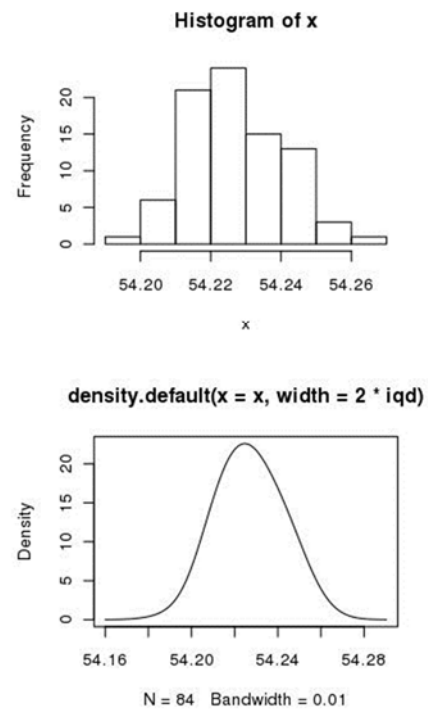 Histogram of x
Frequency
20
15
10
5
0
54.20 54.22 54.24 54.26
x
density.default(x = x, width = 2 * iqd)
Density
20
15
10
5
0
54.16 54.20 54.24 54.28
N = 84 Bandwidth = 0.01